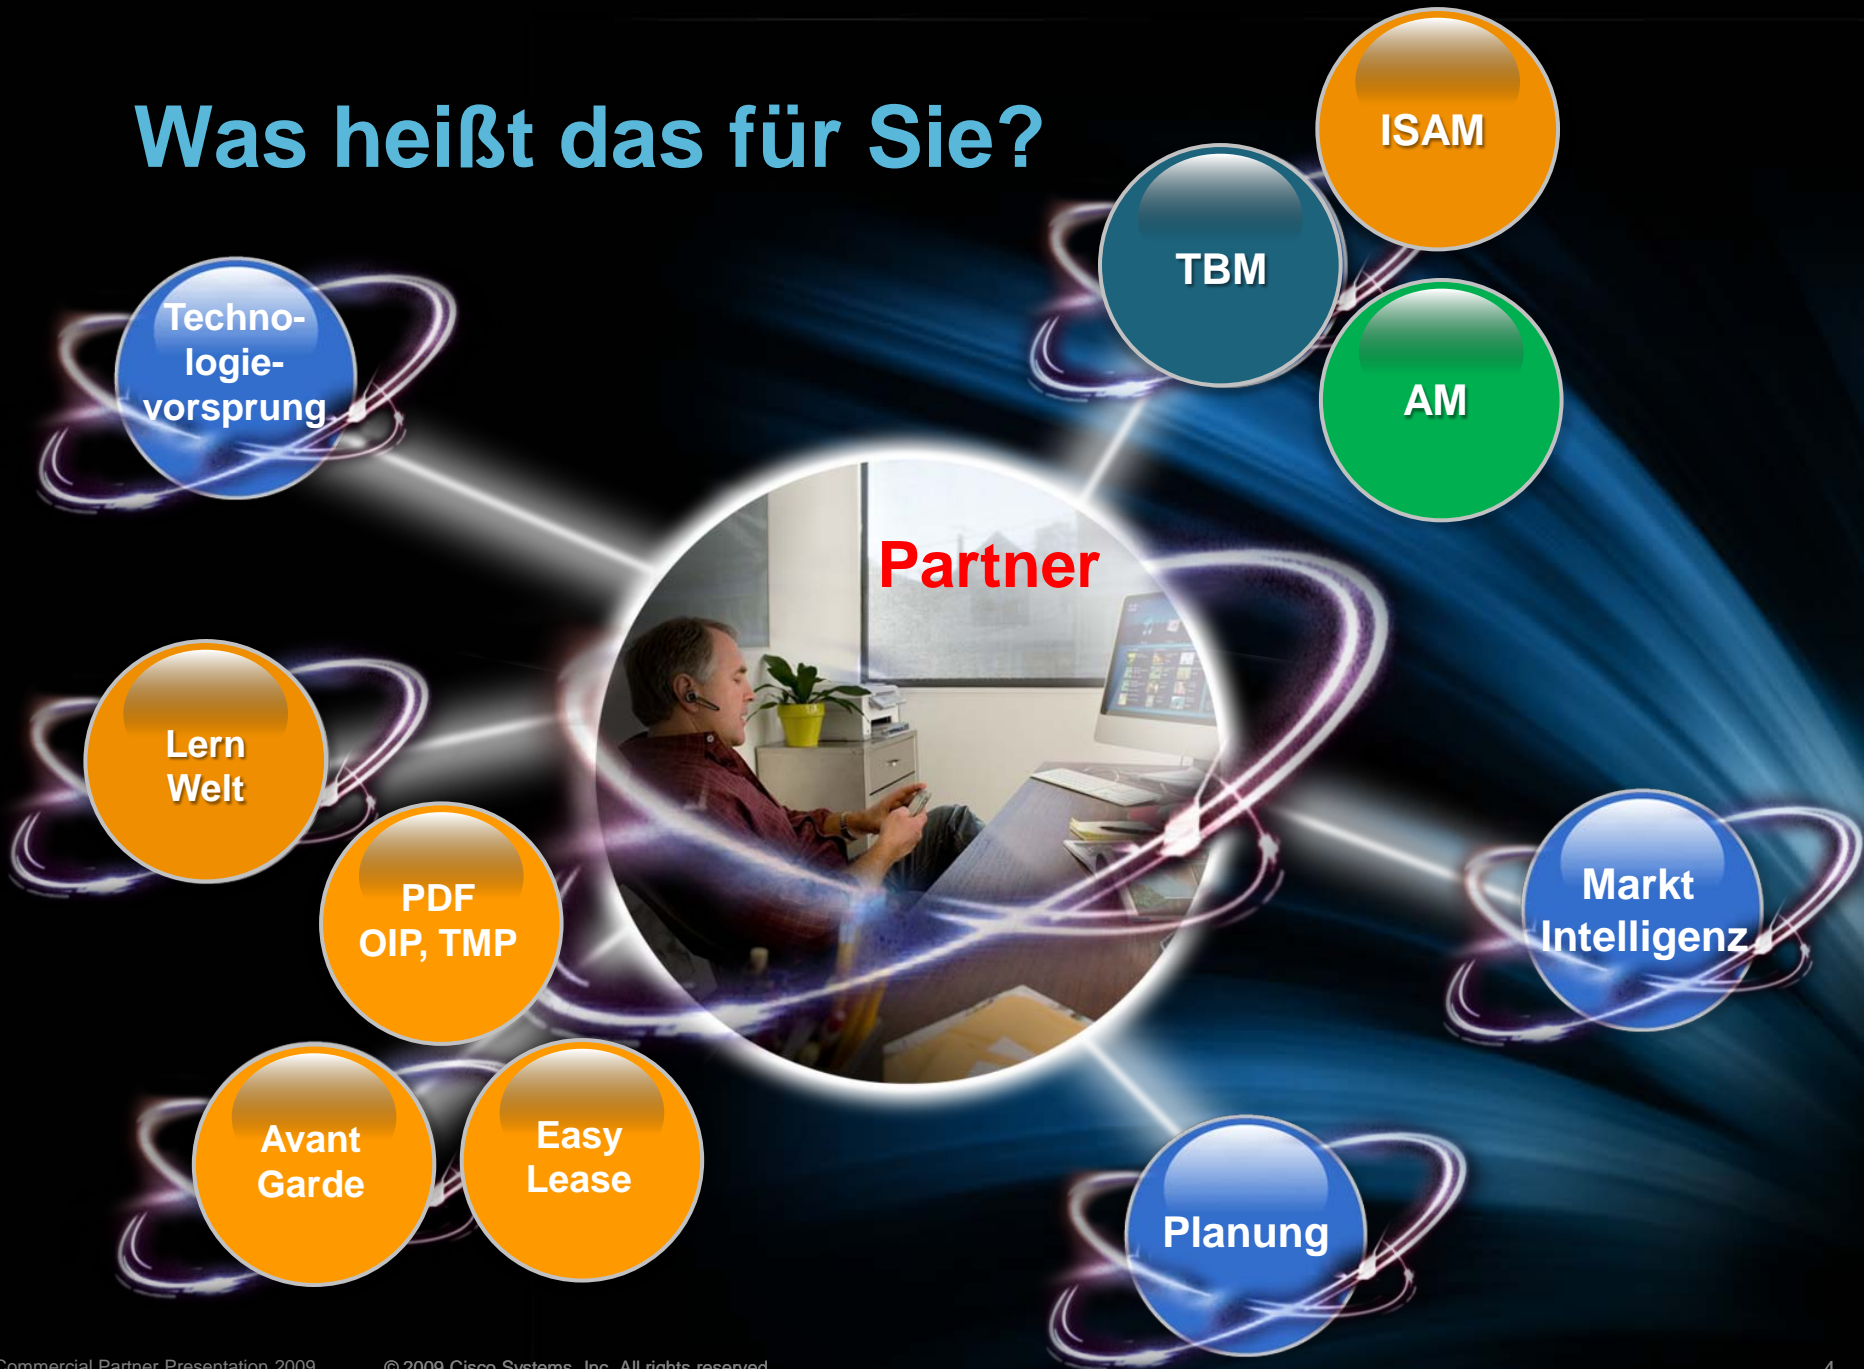 Was heißt das für Sie?
ISAM
TBM
AM
Techno-
logie-
vorsprung
Partner
Lern
Welt
PDF
OIP, TMP
Markt
Intelligenz
Avant
Garde
Easy
Lease
Planung
Commercial Partner Presentation 2009
© 2009 Cisco Systems, Inc. All rights reserved
4